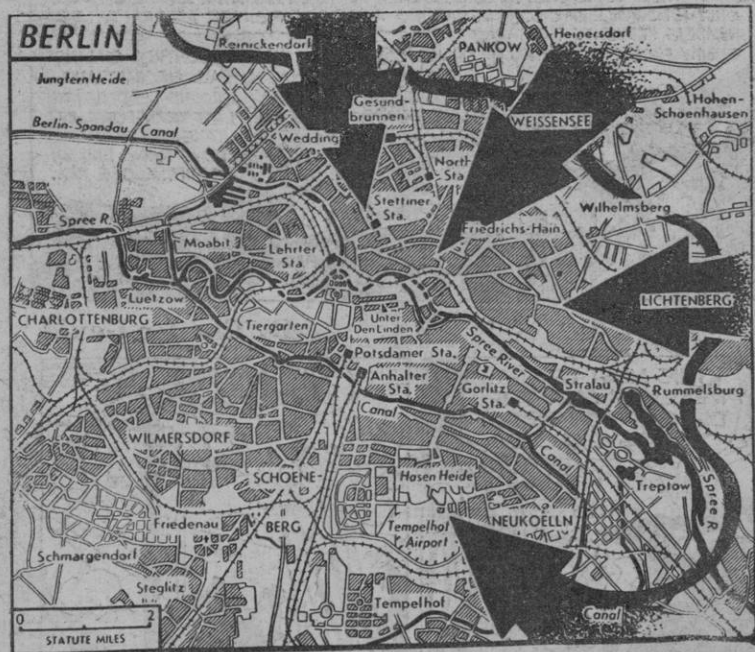 BERLIN
Reinickendorf
PANKOW
Heinersdorf
Jungfern Heide
Gesund-
brunnen
WEISSENSEE
Hohen-
Schoenhausen
Berlin-Spandau Canal
Wedding
North
Sta.
Stettiner
Sta.
Wilhelmsberg
Spree R.
Moabit
Lehrter
Sta.
Friedrichs-Hain
Luetzow
LICHTENBERG
CHARLOTTENBURG
Tiergarten
Unter
Den Linden
Spree River
Potsdamer Sta.
Anhalter
Sta.
Gorlitz
Sta.
Stralau
Rummelsburg
Canal
WILMERSDORF
Canal
SCHOENE-
BERG
Hasen Heide
Treptow
Spree R.
Friedenau
Tempelhof
Airport
NEUKOELLN
Schmargendorf
Steglitz
Tempelhof
Canal
0 2
STATUTE MILES